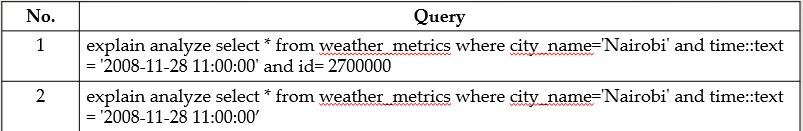 No. Query
1 explain analyze select * from weather_metrics where city_name='Nairobi' and time::text
= '2008-11-28 11:00:00' and id= 2700000
2 explain analyze select * from weather_metrics where city_name='Nairobi' and time::text
= '2008-11-28 11:00:00’